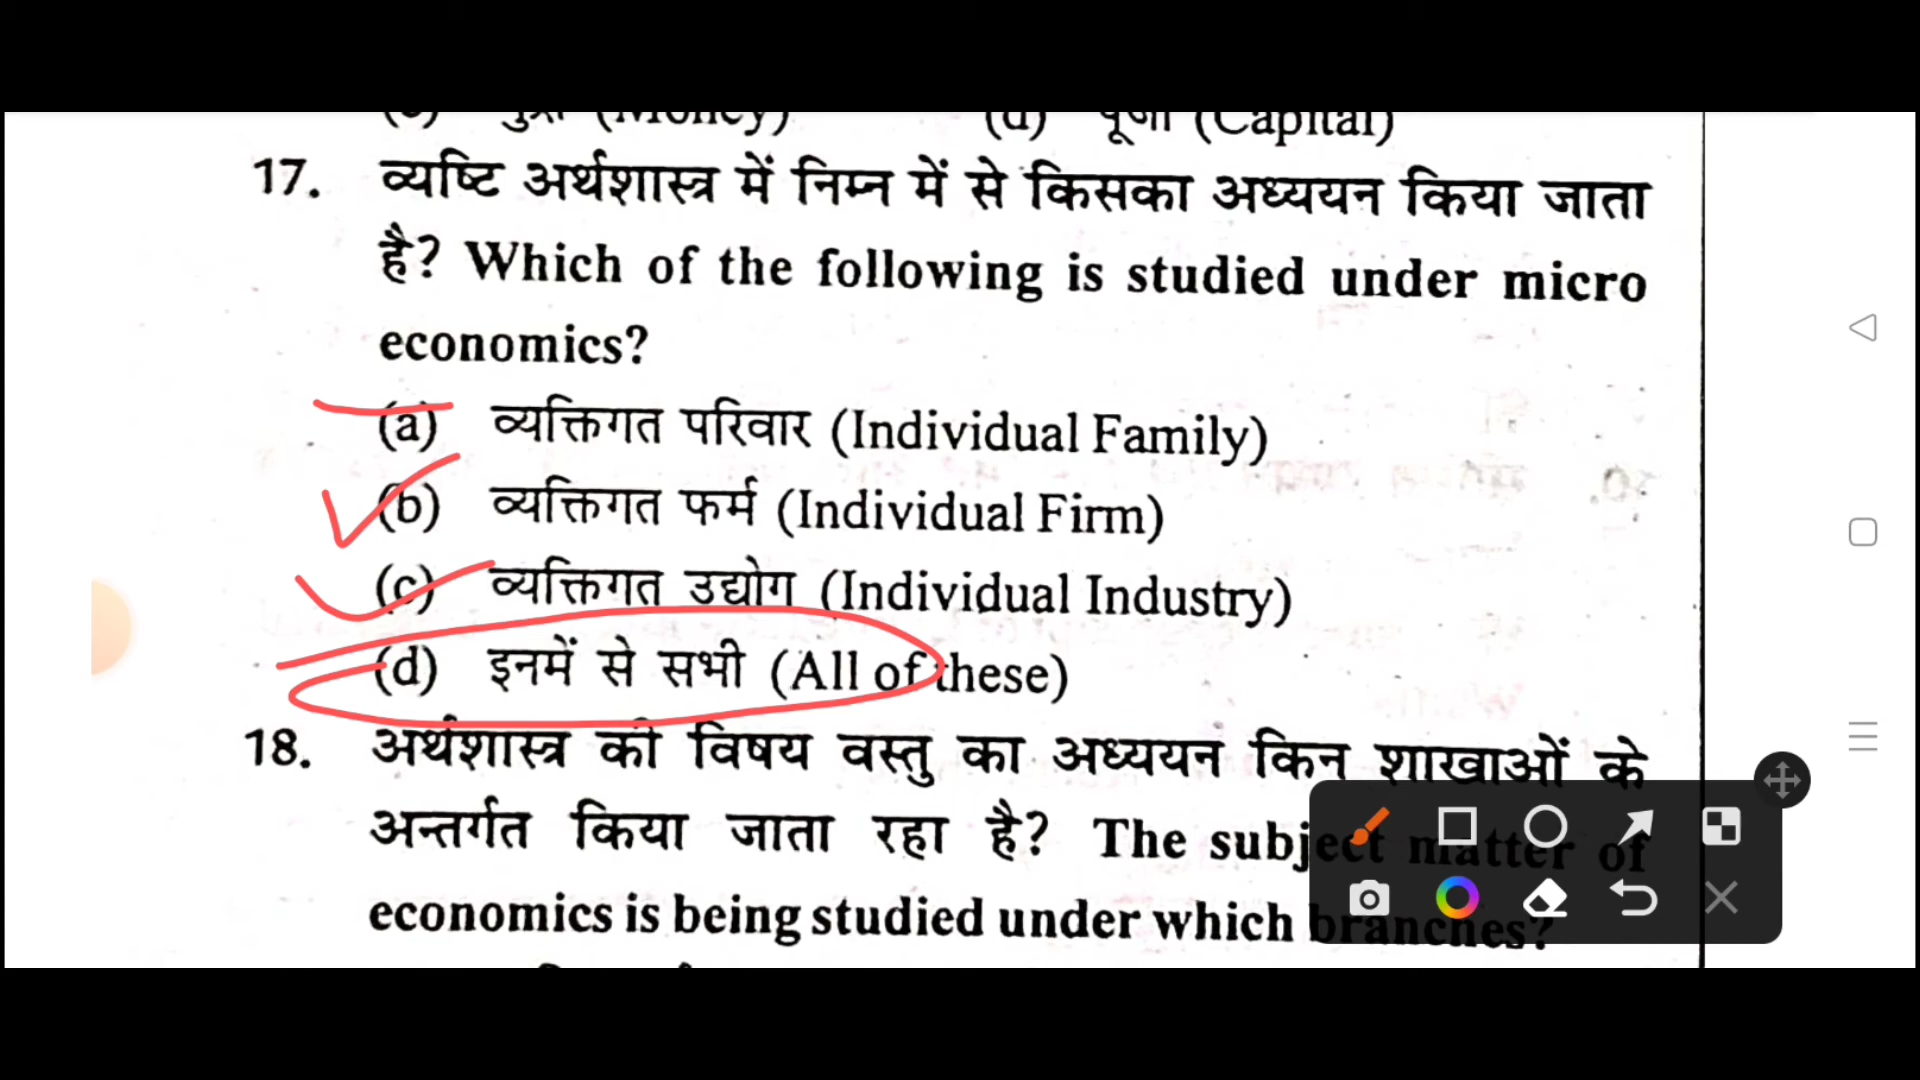 (c) मुद्रा (Money) (d) पूंजी (Capital)
17. व्यष्टि अर्थशास्त्र में निम्न में से किसका अध्ययन किया जाता
है? Which of the following is studied under micro
economics?
(a) व्यक्तिगत परिवार (Individual Family)
(b) व्यक्तिगत फर्म (Individual Firm)
(c) व्यक्तिगत उद्योग (Individual Industry)
(d) इनमें से सभी (All of these)
18. अर्थशास्त्र की विषय वस्तु का अध्ययन किन शाखाओं के
अन्तर्गत किया जाता रहा है? The subject matter of
economics is being studied under which branches?